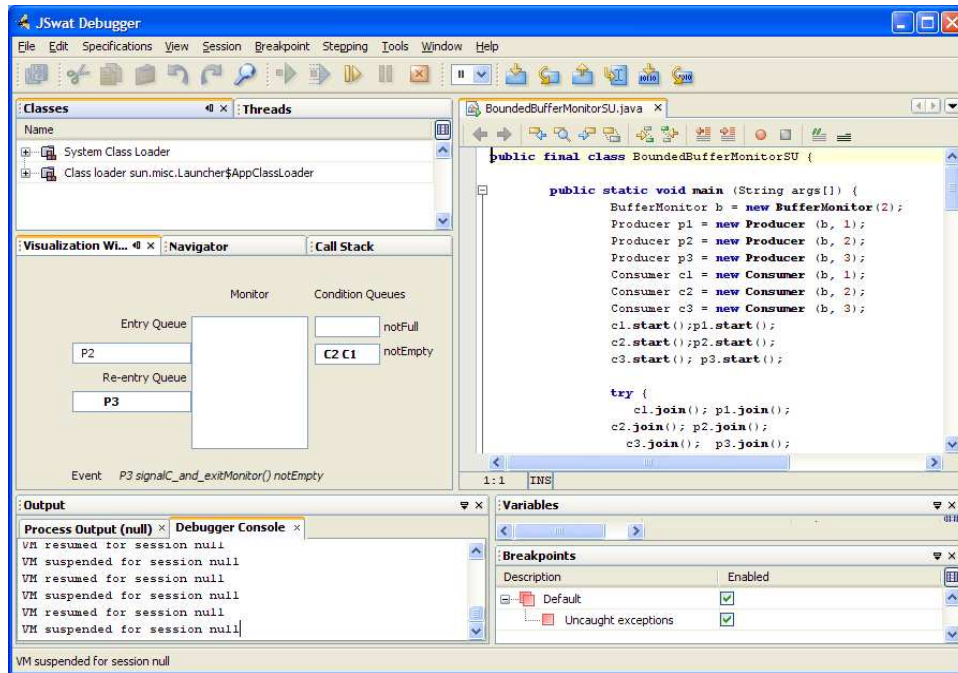 JSwat Debugger
File Edit Specifications View Session Breakpoint Stepping Tools Window Help
Classes
Threads
Name
System Class Loader
Class loader sun.misc.Launcher$AppClassLoader
Visualization Wi...
Navigator
Call Stack
Monitor
Condition Queues
Entry Queue
notFull
P2
C2 C1
notEmpty
Re-entry Queue
P3
Event P3 signalC_and_exitMonitor() notEmpty
BoundedBufferMonitorSU.java
public final class BoundedBufferMonitorSU {
public static void main (String args[]) {
BufferMonitor b = new BufferMonitor(2);
Producer p1 = new Producer (b, 1);
Producer p2 = new Producer (b, 2);
Producer p3 = new Producer (b, 3);
Consumer c1 = new Consumer (b, 1);
Consumer c2 = new Consumer (b, 2);
Consumer c3 = new Consumer (b, 3);
c1.start();p1.start();
c2.start();p2.start();
c3.start(); p3.start();
try {
c1.join(); p1.join();
c2.join(); p2.join();
c3.join(); p3.join();
1:1 INS
Output
Process Output (null)
Debugger Console
VM resumed for session null
VM suspended for session null
VM resumed for session null
VM suspended for session null
VM resumed for session null
VM suspended for session null
Variables
Breakpoints
Description Enabled
Default
Uncaught exceptions
VM suspended for session null